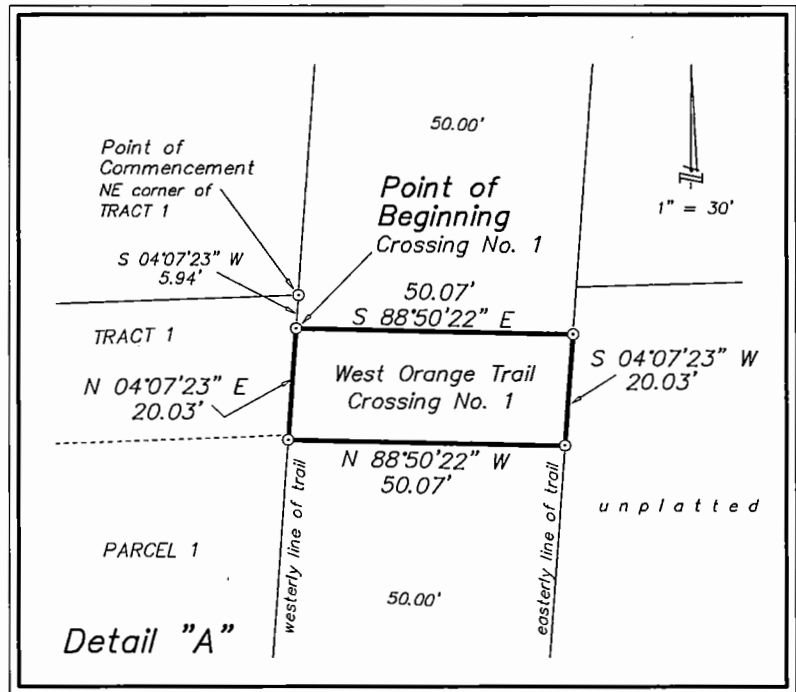 50.00'
Point of
Commencement
NE corner of
TRACT 1
Point of
Beginning
Crossing No. 1
1" = 30'
S 04°07'23" W
5.94'
50.07'
S 88°50'22" E
TRACT 1
N 04°07'23" E
20.03'
West Orange Trail
Crossing No. 1
S 04°07'23" W
20.03'
N 88°50'22" W
50.07'
westerly line of trail
easterly line of trail
unplatted
PARCEL 1
50.00'
Detail "A"